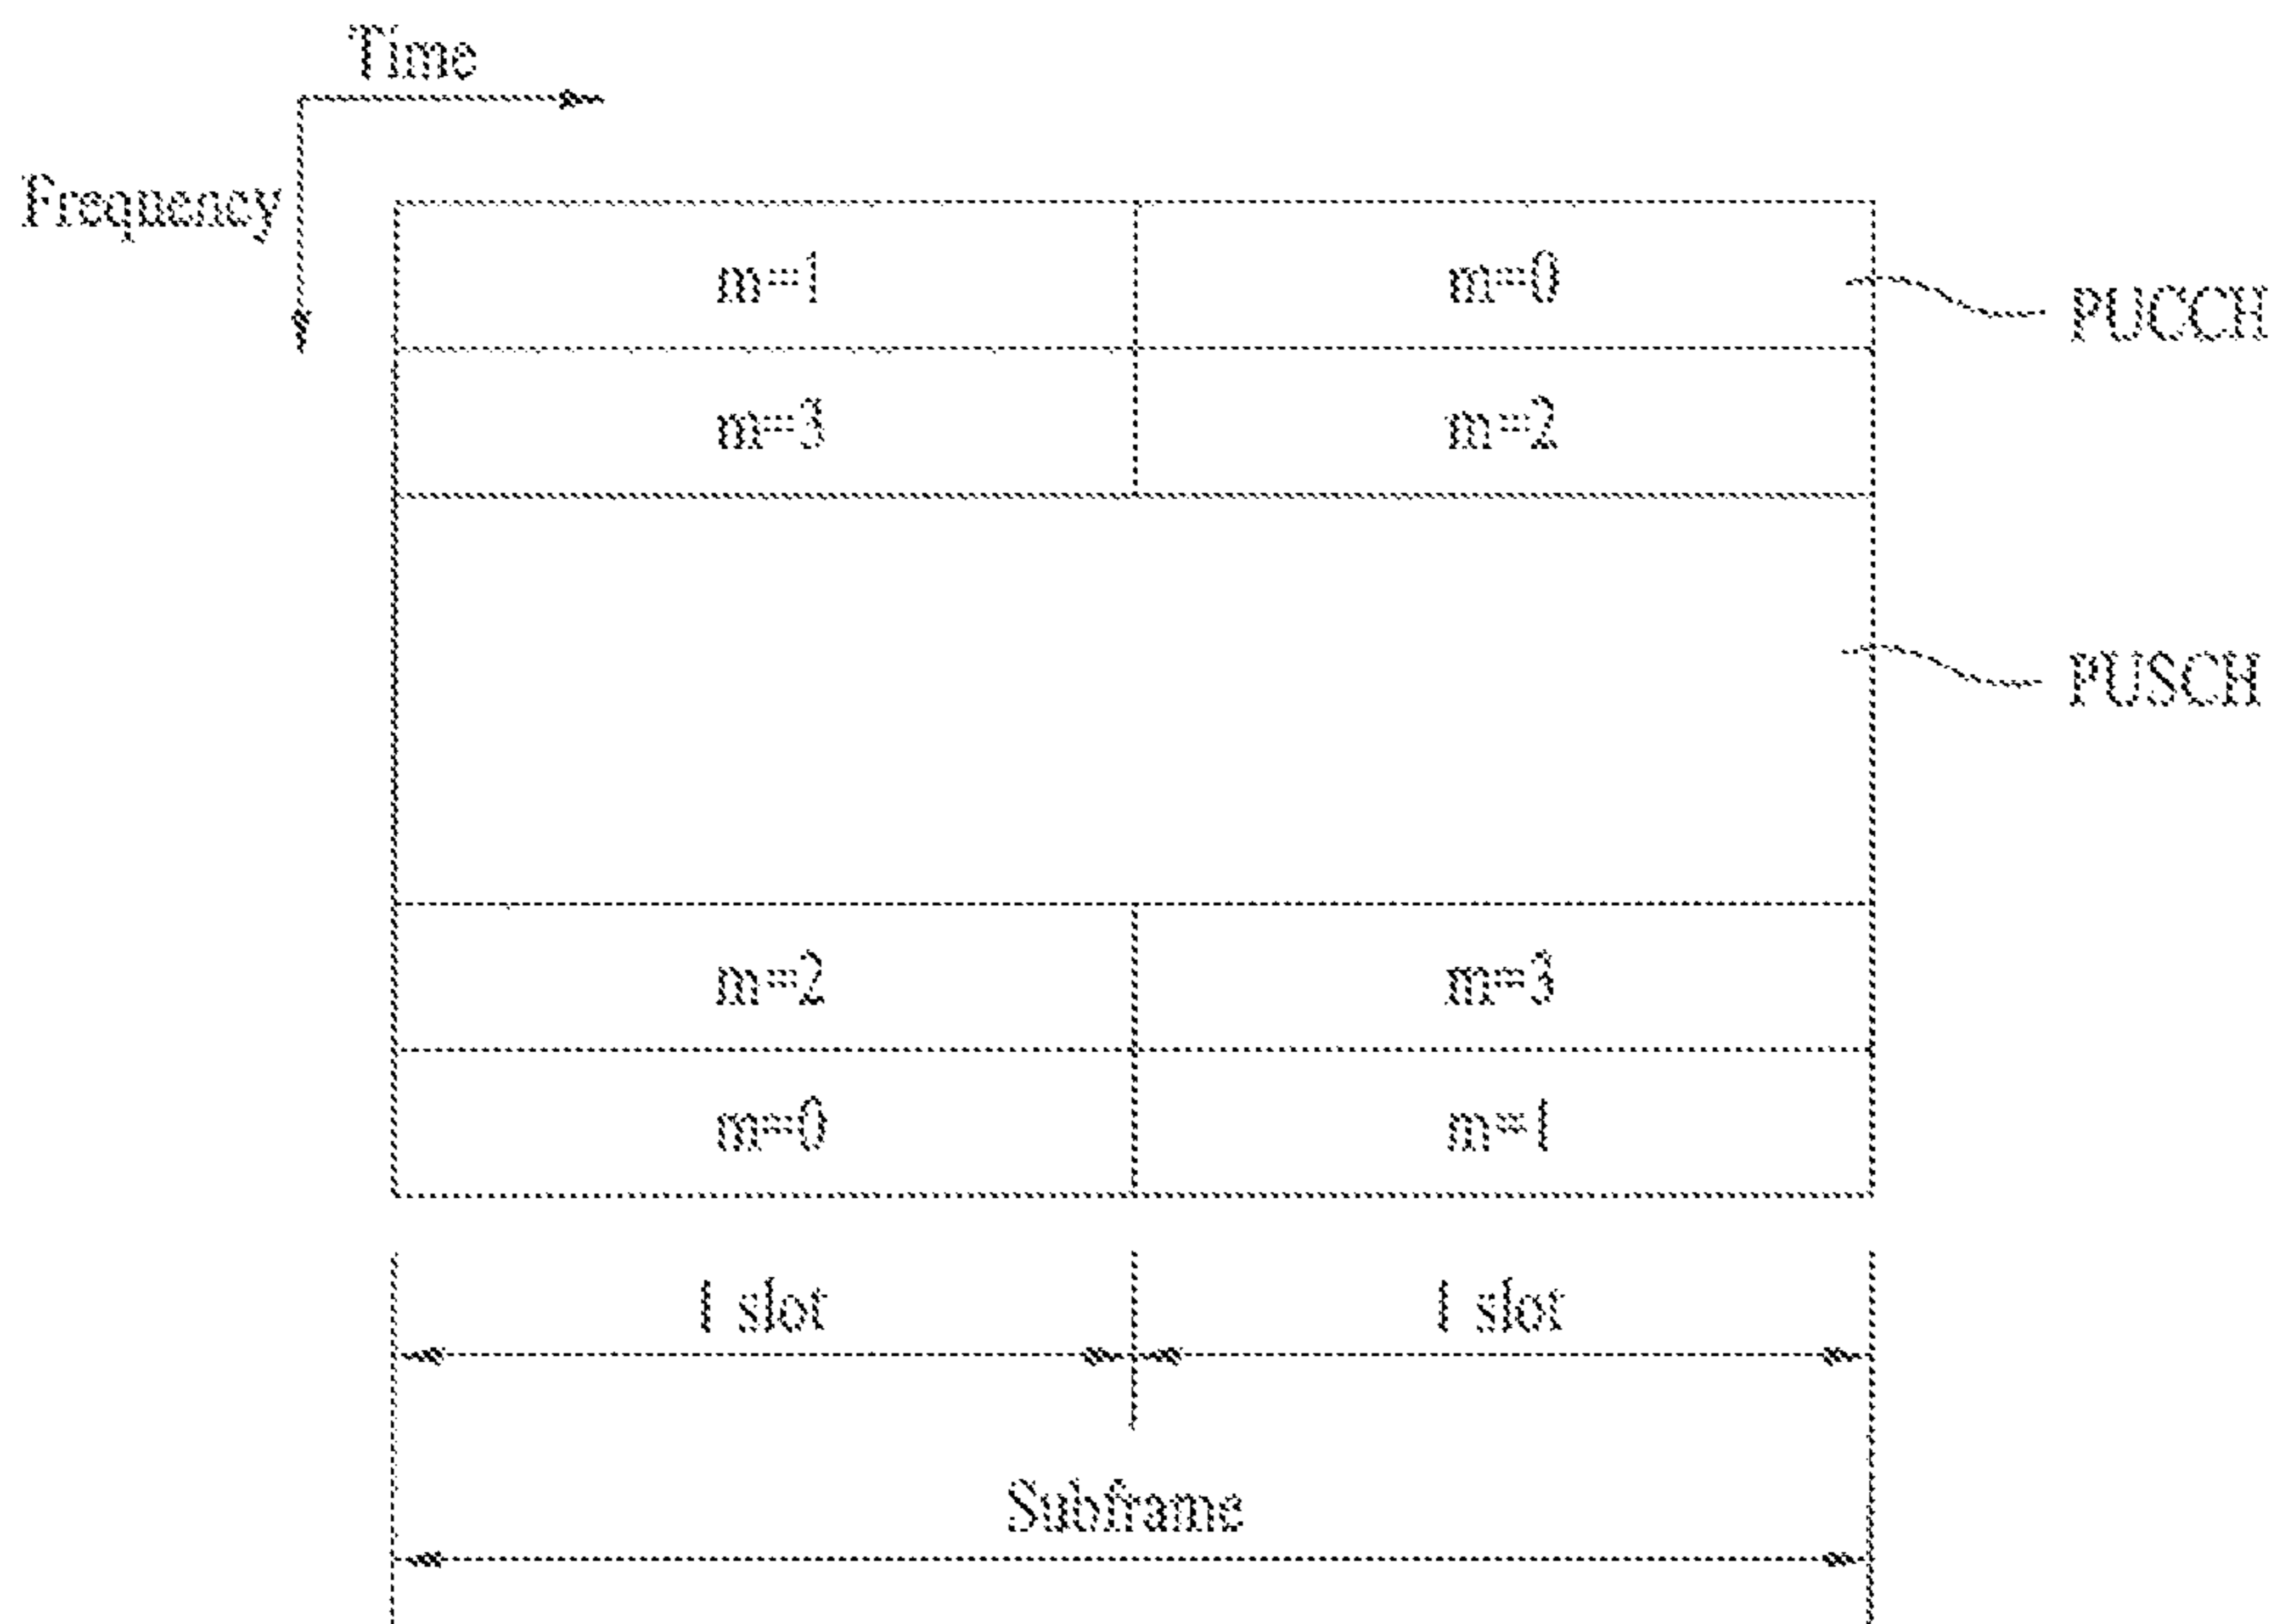 Time
Frequency
m=1 m=0
PUCCH
m=3 m=2
PUSCH
m=2 m=3
m=0 m=1
1 slot 1 slot
Subframe